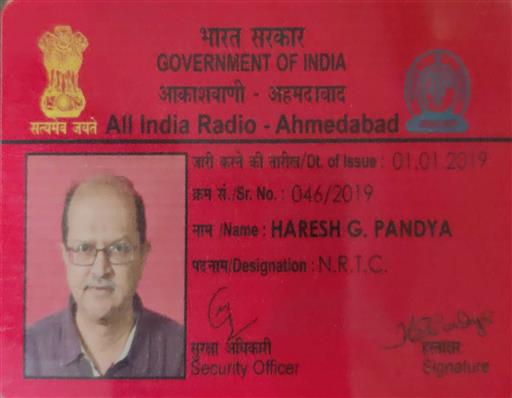 भारत सरकार
GOVERNMENT OF INDIA
आकाशवाणी - अहमदावाद
सत्यमेव जयते All India Radio - Ahmedabad
जारी करने की तारीख/Dt. of Issue : 01.01.2019
क्रम सं./Sr. No. : 046/2019
नाम /Name : HARESH G. PANDYA
पदनाम/Designation : N.R.T.C.
सुरक्षा अधिकारी
Security Officer
हस्ताक्षर
Signature